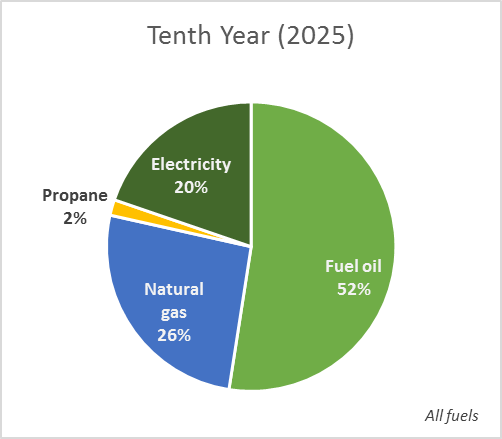 Tenth Year (2025)
Electricity
20%
Propane
2%
Fuel oil
52%
Natural
gas
26%
All fuels